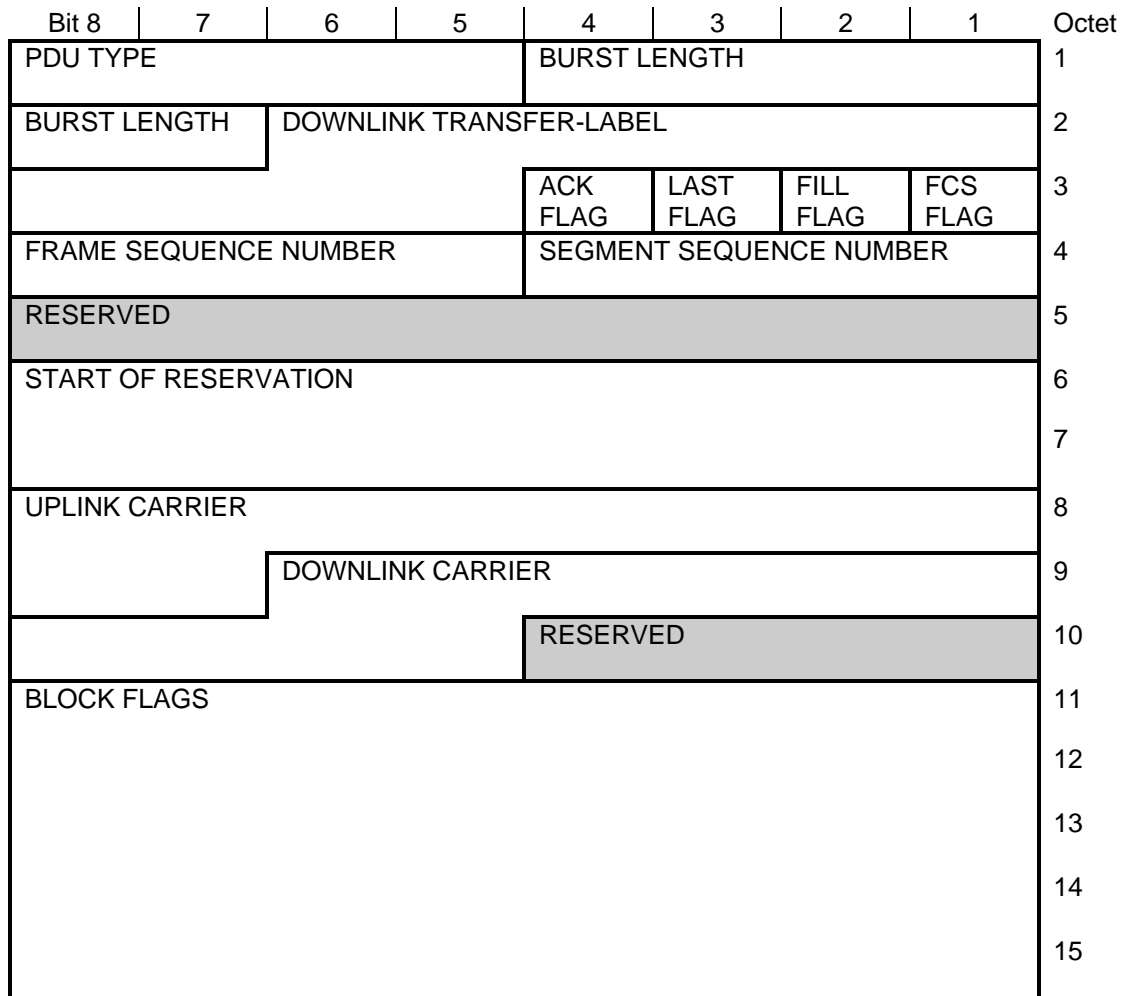 Bit 8 7 6 5 4 3 2 1 Octet
PDU TYPE BURST LENGTH 1
BURST LENGTH DOWNLINK TRANSFER-LABEL 2
ACK LAST FILL FCS 3
FLAG FLAG FLAG FLAG
FRAME SEQUENCE NUMBER SEGMENT SEQUENCE NUMBER 4
RESERVED 5
START OF RESERVATION 6
7
UPLINK CARRIER 8
DOWNLINK CARRIER 9
RESERVED 10
BLOCK FLAGS 11
12
13
14
15